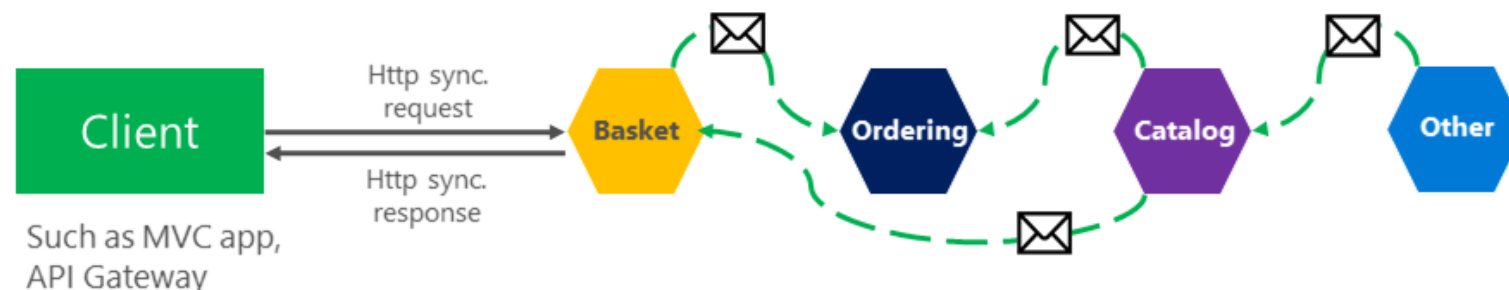 Client
Http sync.
request
Http sync.
response
Such as MVC app,
API Gateway
Basket
Ordering
Catalog
Other